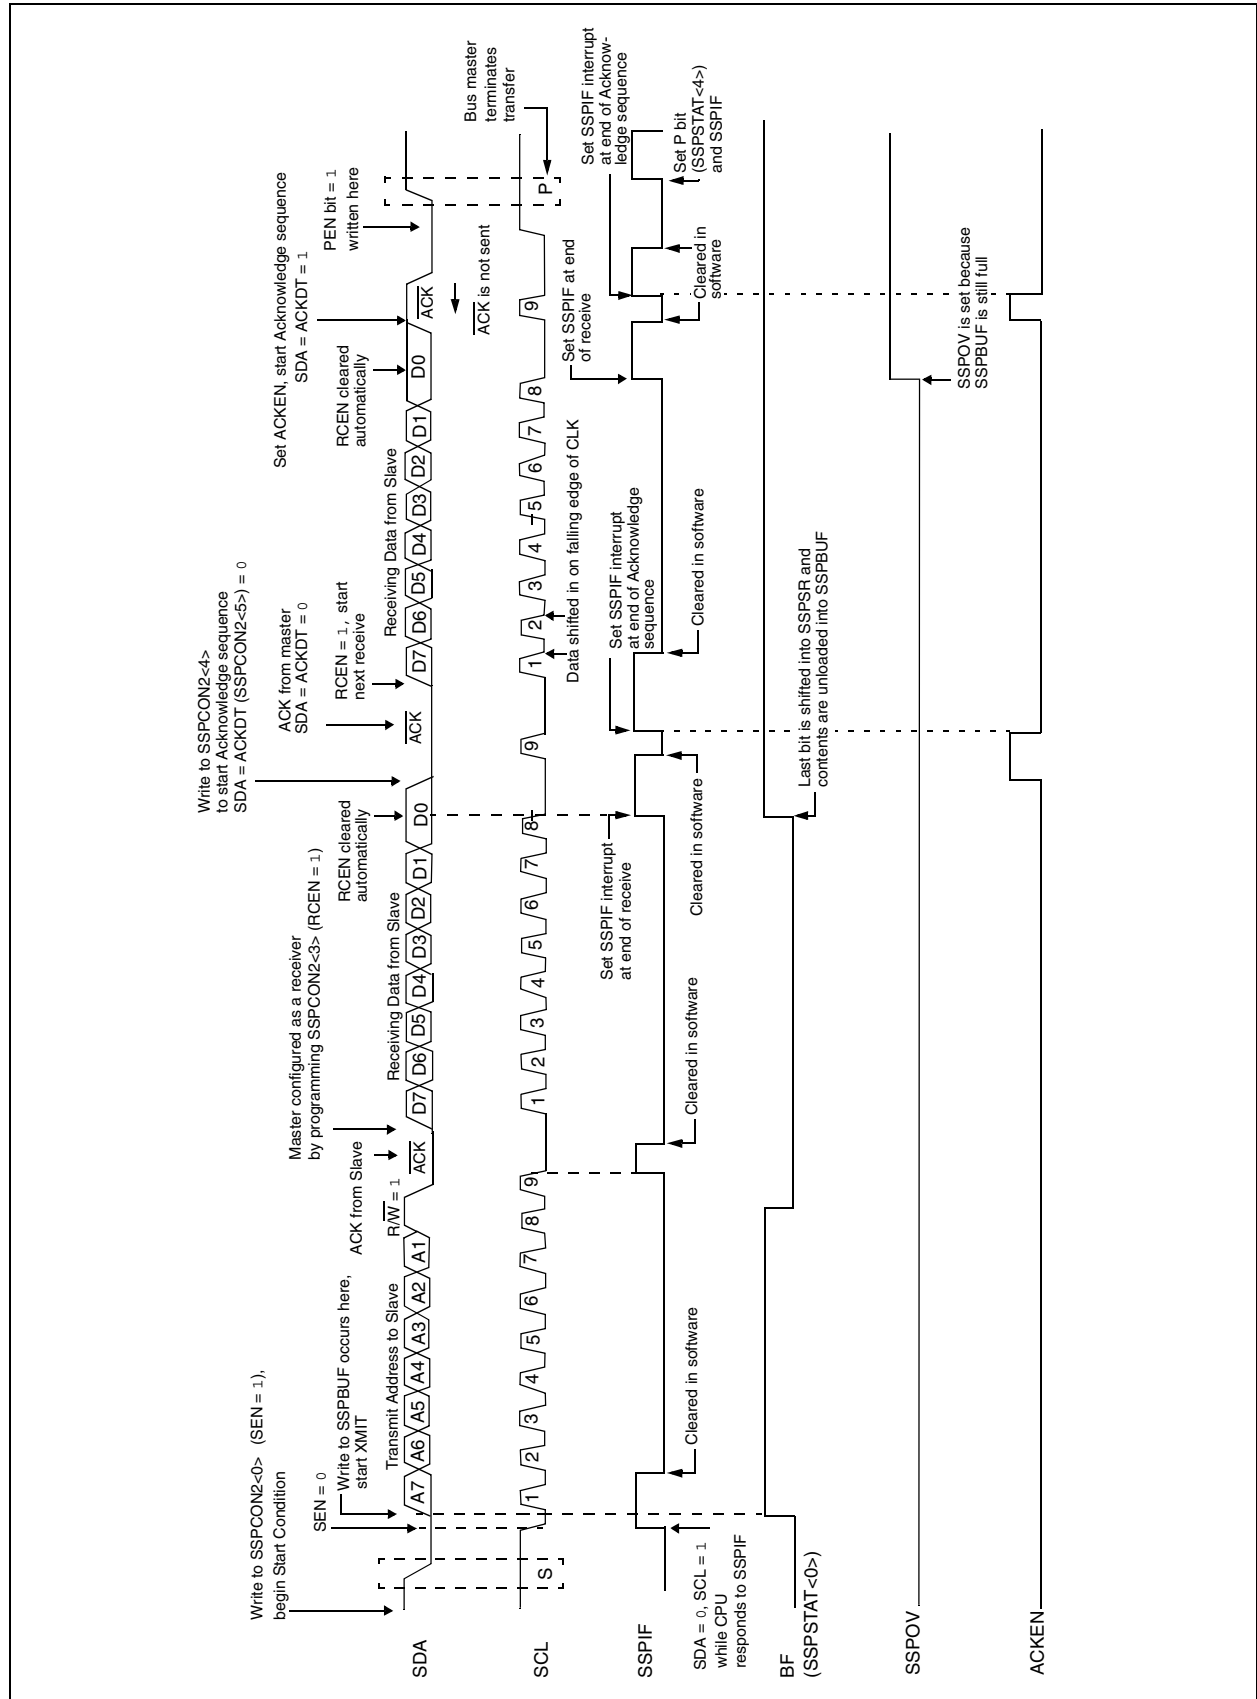 Write to SSPCON2<0> (SEN = 1),
begin Start Condition
SEN = 0
Write to SSPBUF occurs here,
start XMIT
ACK from Slave
Master configured as a receiver
by programming SSPCON2<3> (RCEN = 1)
RCEN cleared
automatically
Write to SSPCON2<4>
to start Acknowledge sequence
SDA = ACKDT (SSPCON2<5>) = 0
ACK from master
SDA = ACKDT = 0
RCEN = 1, start
next receive
RCEN cleared
automatically
Set ACKEN, start Acknowledge sequence
SDA = ACKDT = 1
PEN bit = 1
written here
Transmit Address to Slave
R/W = 1
Receiving Data from Slave
Receiving Data from Slave
SDA
A7 A6 A5 A4 A3 A2 A1
ACK
D7 D6 D5 D4 D3 D2 D1 D0
ACK
D7 D6 D5 D4 D3 D2 D1 D0
ACK
ACK is not sent
Bus master
terminates
transfer
SCL
S
1 2 3 4 5 6 7 8 9
1 2 3 4 5 6 7 8 9
1 2 3 4 5 6 7 8 9
P
Data shifted in on falling edge of CLK
Set SSPIF interrupt
at end of receive
Set SSPIF interrupt
at end of Acknowledge
sequence
Set SSPIF at end
of receive
Set SSPIF interrupt
at end of Acknow-
ledge sequence
SSPIF
SDA = 0, SCL = 1
while CPU
responds to SSPIF
Cleared in software
Cleared in software
Cleared in software
Cleared in software
Cleared in
software
Set P bit
(SSPSTAT<4>)
and SSPIF
BF
(SSPSTAT<0>)
Last bit is shifted into SSPSR and
contents are unloaded into SSPBUF
SSPOV
SSPOV is set because
SSPBUF is still full
ACKEN